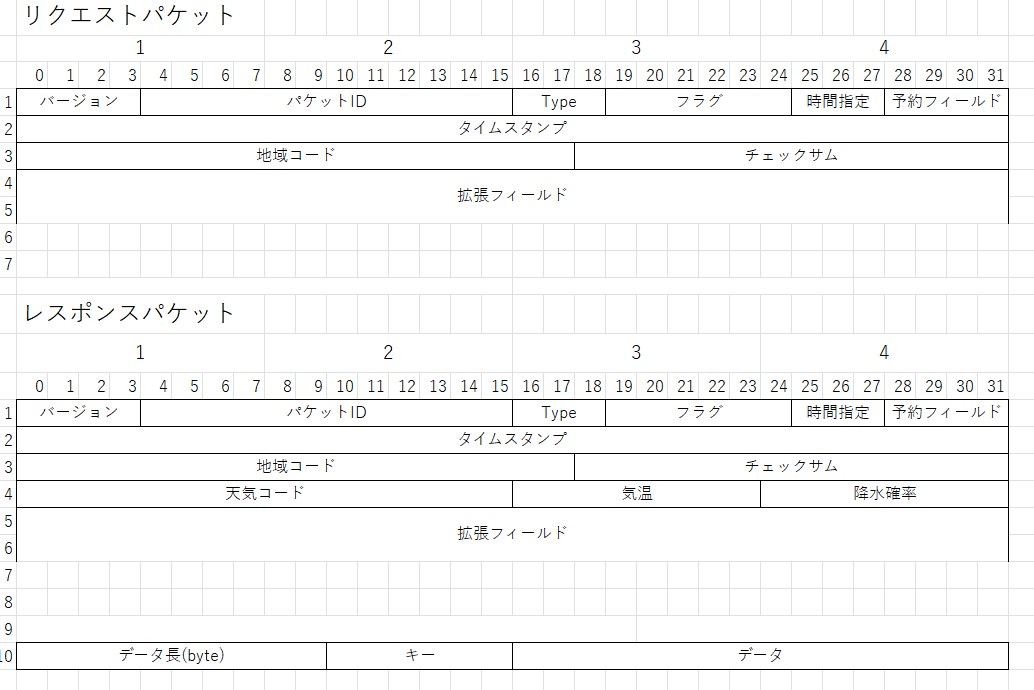 リクエストパケット
1 2 3 4
0 1 2 3 4 5 6 7 8 9 10 11 12 13 14 15 16 17 18 19 20 21 22 23 24 25 26 27 28 29 30 31
1 バージョン パケットID Type フラグ 時間指定 予約フィールド
2 タイムスタンプ
3 地域コード チェックサム
4
拡張フィールド
5
6
7
レスポンスパケット
1 2 3 4
0 1 2 3 4 5 6 7 8 9 10 11 12 13 14 15 16 17 18 19 20 21 22 23 24 25 26 27 28 29 30 31
1 バージョン パケットID Type フラグ 時間指定 予約フィールド
2 タイムスタンプ
3 地域コード チェックサム
4 天気コード 気温 降水確率
5
拡張フィールド
6
7
8
9
10 データ長(byte) キー データ